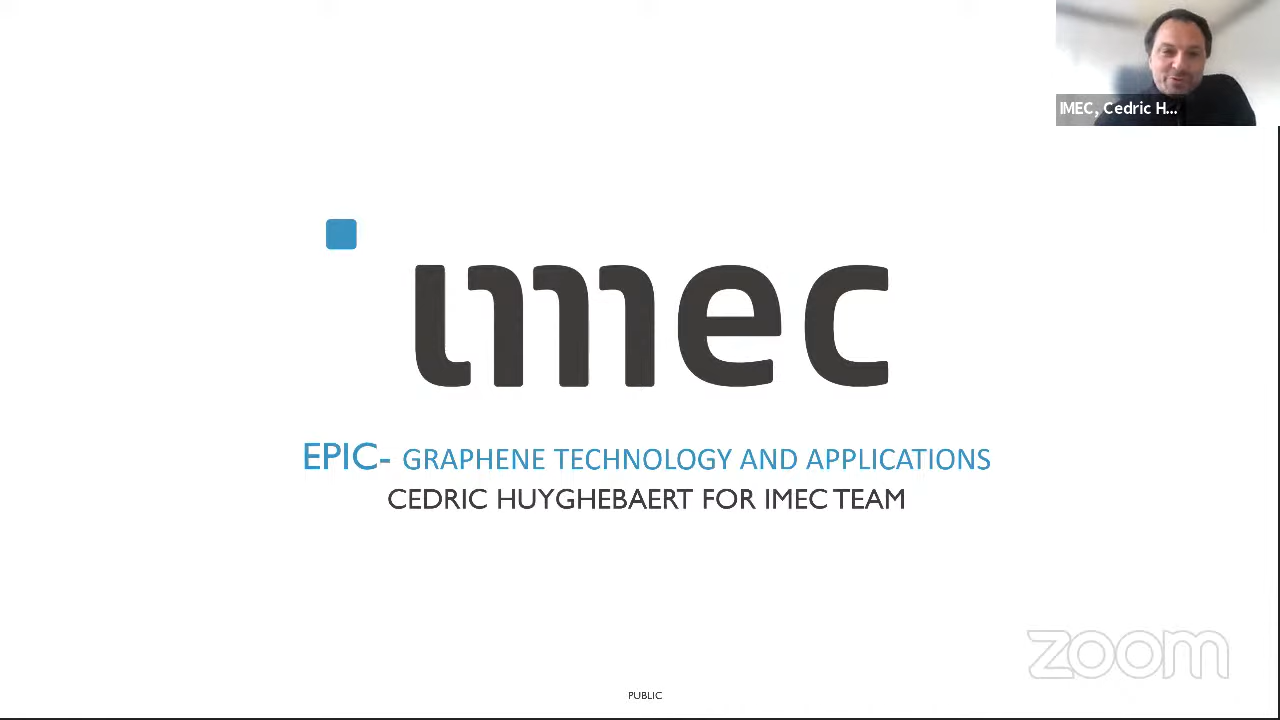 IMEC, Cedric H...
imec
EPIC- GRAPHENE TECHNOLOGY AND APPLICATIONS
CEDRIC HUYGHEBAERT FOR IMEC TEAM
zoom
PUBLIC